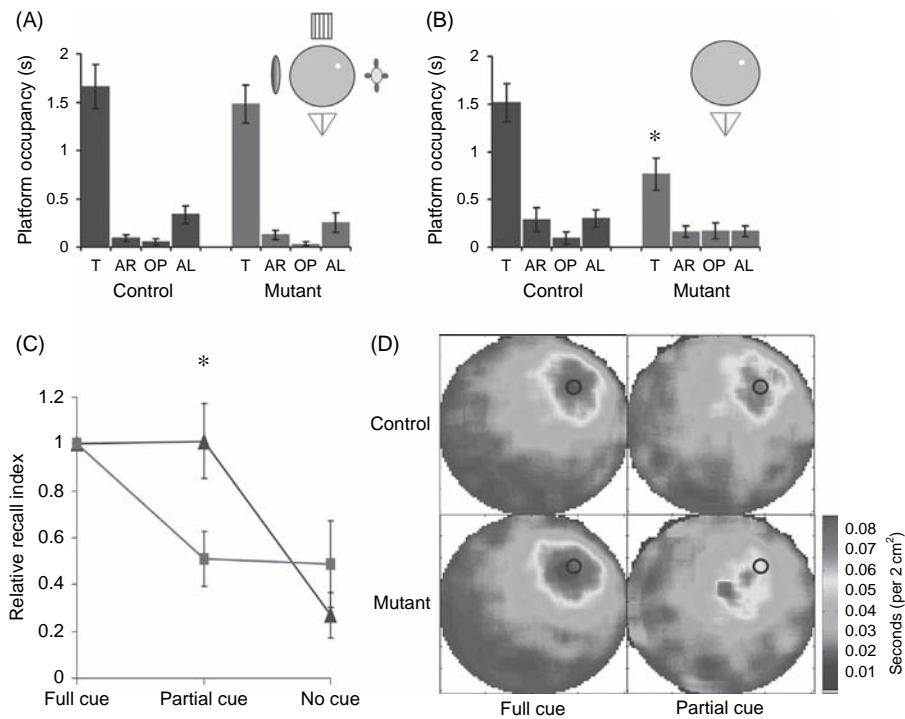 (A)
Platform occupancy (s)
2
1.5
1
0.5
0
T AR OP AL T AR OP AL
Control Mutant
(B)
Platform occupancy (s)
2
1.5
1
0.5
0
*
T AR OP AL T AR OP AL
Control Mutant
(C)
Relative recall index
*
1.2
1
0.8
0.6
0.4
0.2
0
Full cue Partial cue No cue
(D)
Control
Mutant
Full cue Partial cue
0.08
0.07
0.06
0.05
0.04
0.03
0.02
0.01
Seconds (per 2 cm²)